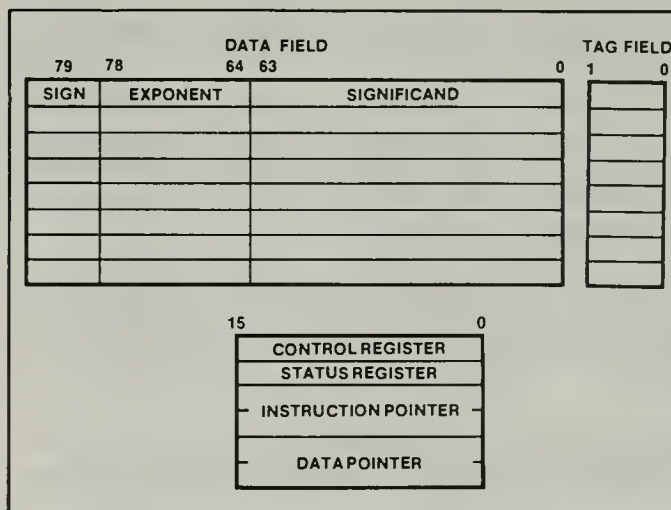 DATA FIELD TAG FIELD
79 78 64 63 0 1 0
SIGN EXPONENT SIGNIFICAND
15 0
CONTROL REGISTER
STATUS REGISTER
INSTRUCTION POINTER
DATA POINTER